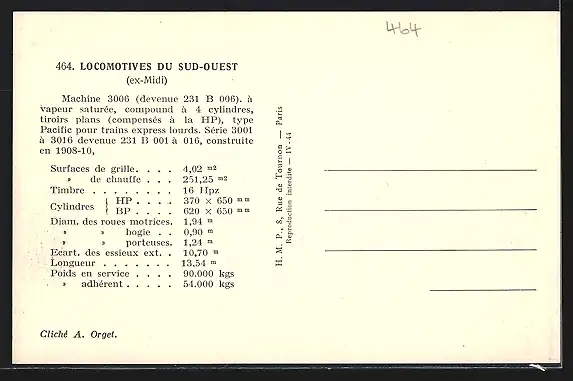 464
464. LOCOMOTIVES DU SUD-OUEST
(ex-Midi)
Machine 3006 (devenue 231 B 006). à
vapeur saturée, compound à 4 cylindres,
tiroirs plans (compensés à la HP), type
Pacific pour trains express lourds. Série 3001
à 3016 devenue 231 B 001 à 016, construite
en 1908-10,
Surfaces de grille. . . . 4,02 m2
» de chauffe . . . 251,25 m2
Timbre . . . . . . . . 16 Hpz
Cylindres { HP . . . . 370 × 650 mm
BP . . . . 620 × 650 mm
Diam. des roues motrices. 1,94 m
» » bogie . . 0,90 m
» » porteuses. 1,24 m
Ecart. des essieux ext. . 10,70 m
Longueur . . . . . . . 13,54 m
Poids en service . . . . 90.000 kgs
» adhérent . . . . . 54.000 kgs
Cliché A. Orget.
H. M. P., 8, Rue de Tournon — Paris
Reproduction interdite — IV-44